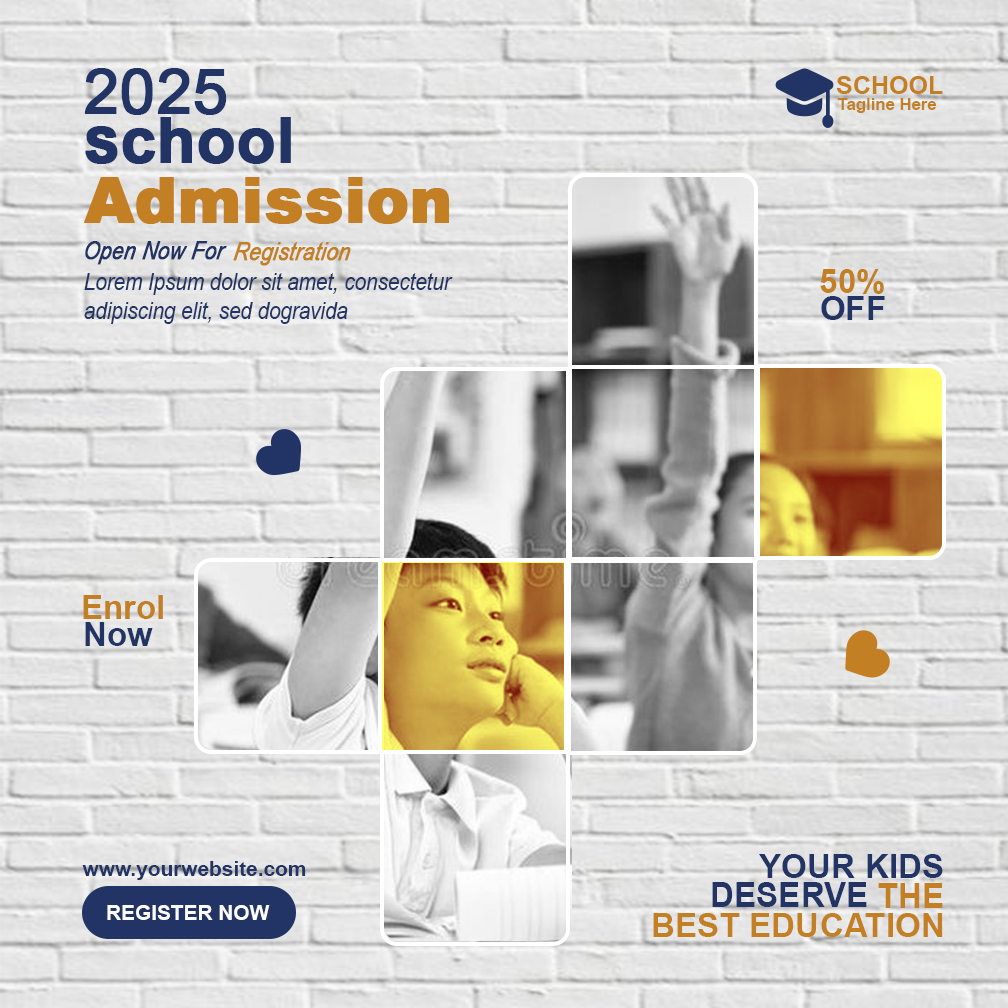 2025
school
Admission
Open Now For Registration
Lorem Ipsum dolor sit amet, consectetur
adipiscing elit, sed dogravida
SCHOOL
Tagline Here
50%
OFF
dreamstime
Enrol
Now
www.yourwebsite.com
REGISTER NOW
YOUR KIDS
DESERVE THE
BEST EDUCATION